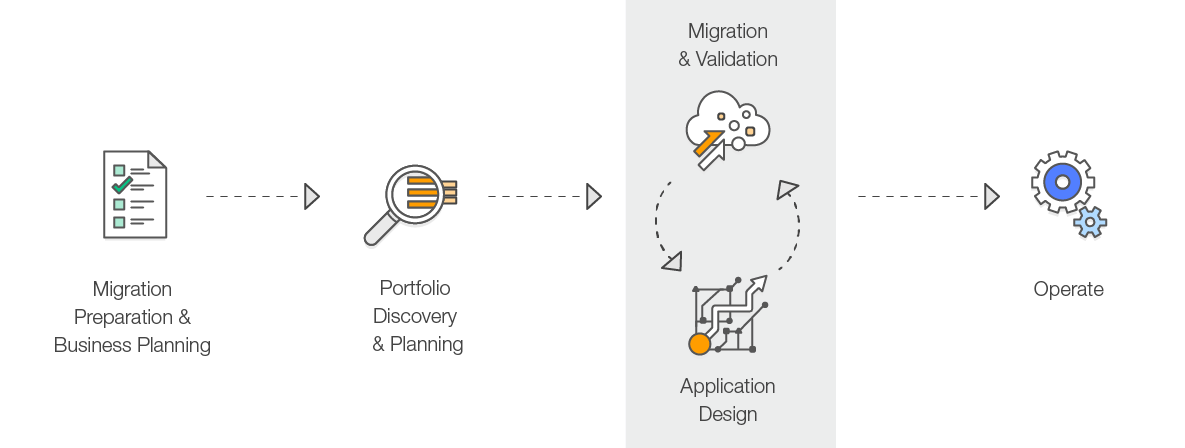 Migration
Preparation &
Business Planning
Portfolio
Discovery
& Planning
Migration
& Validation
Application
Design
Operate